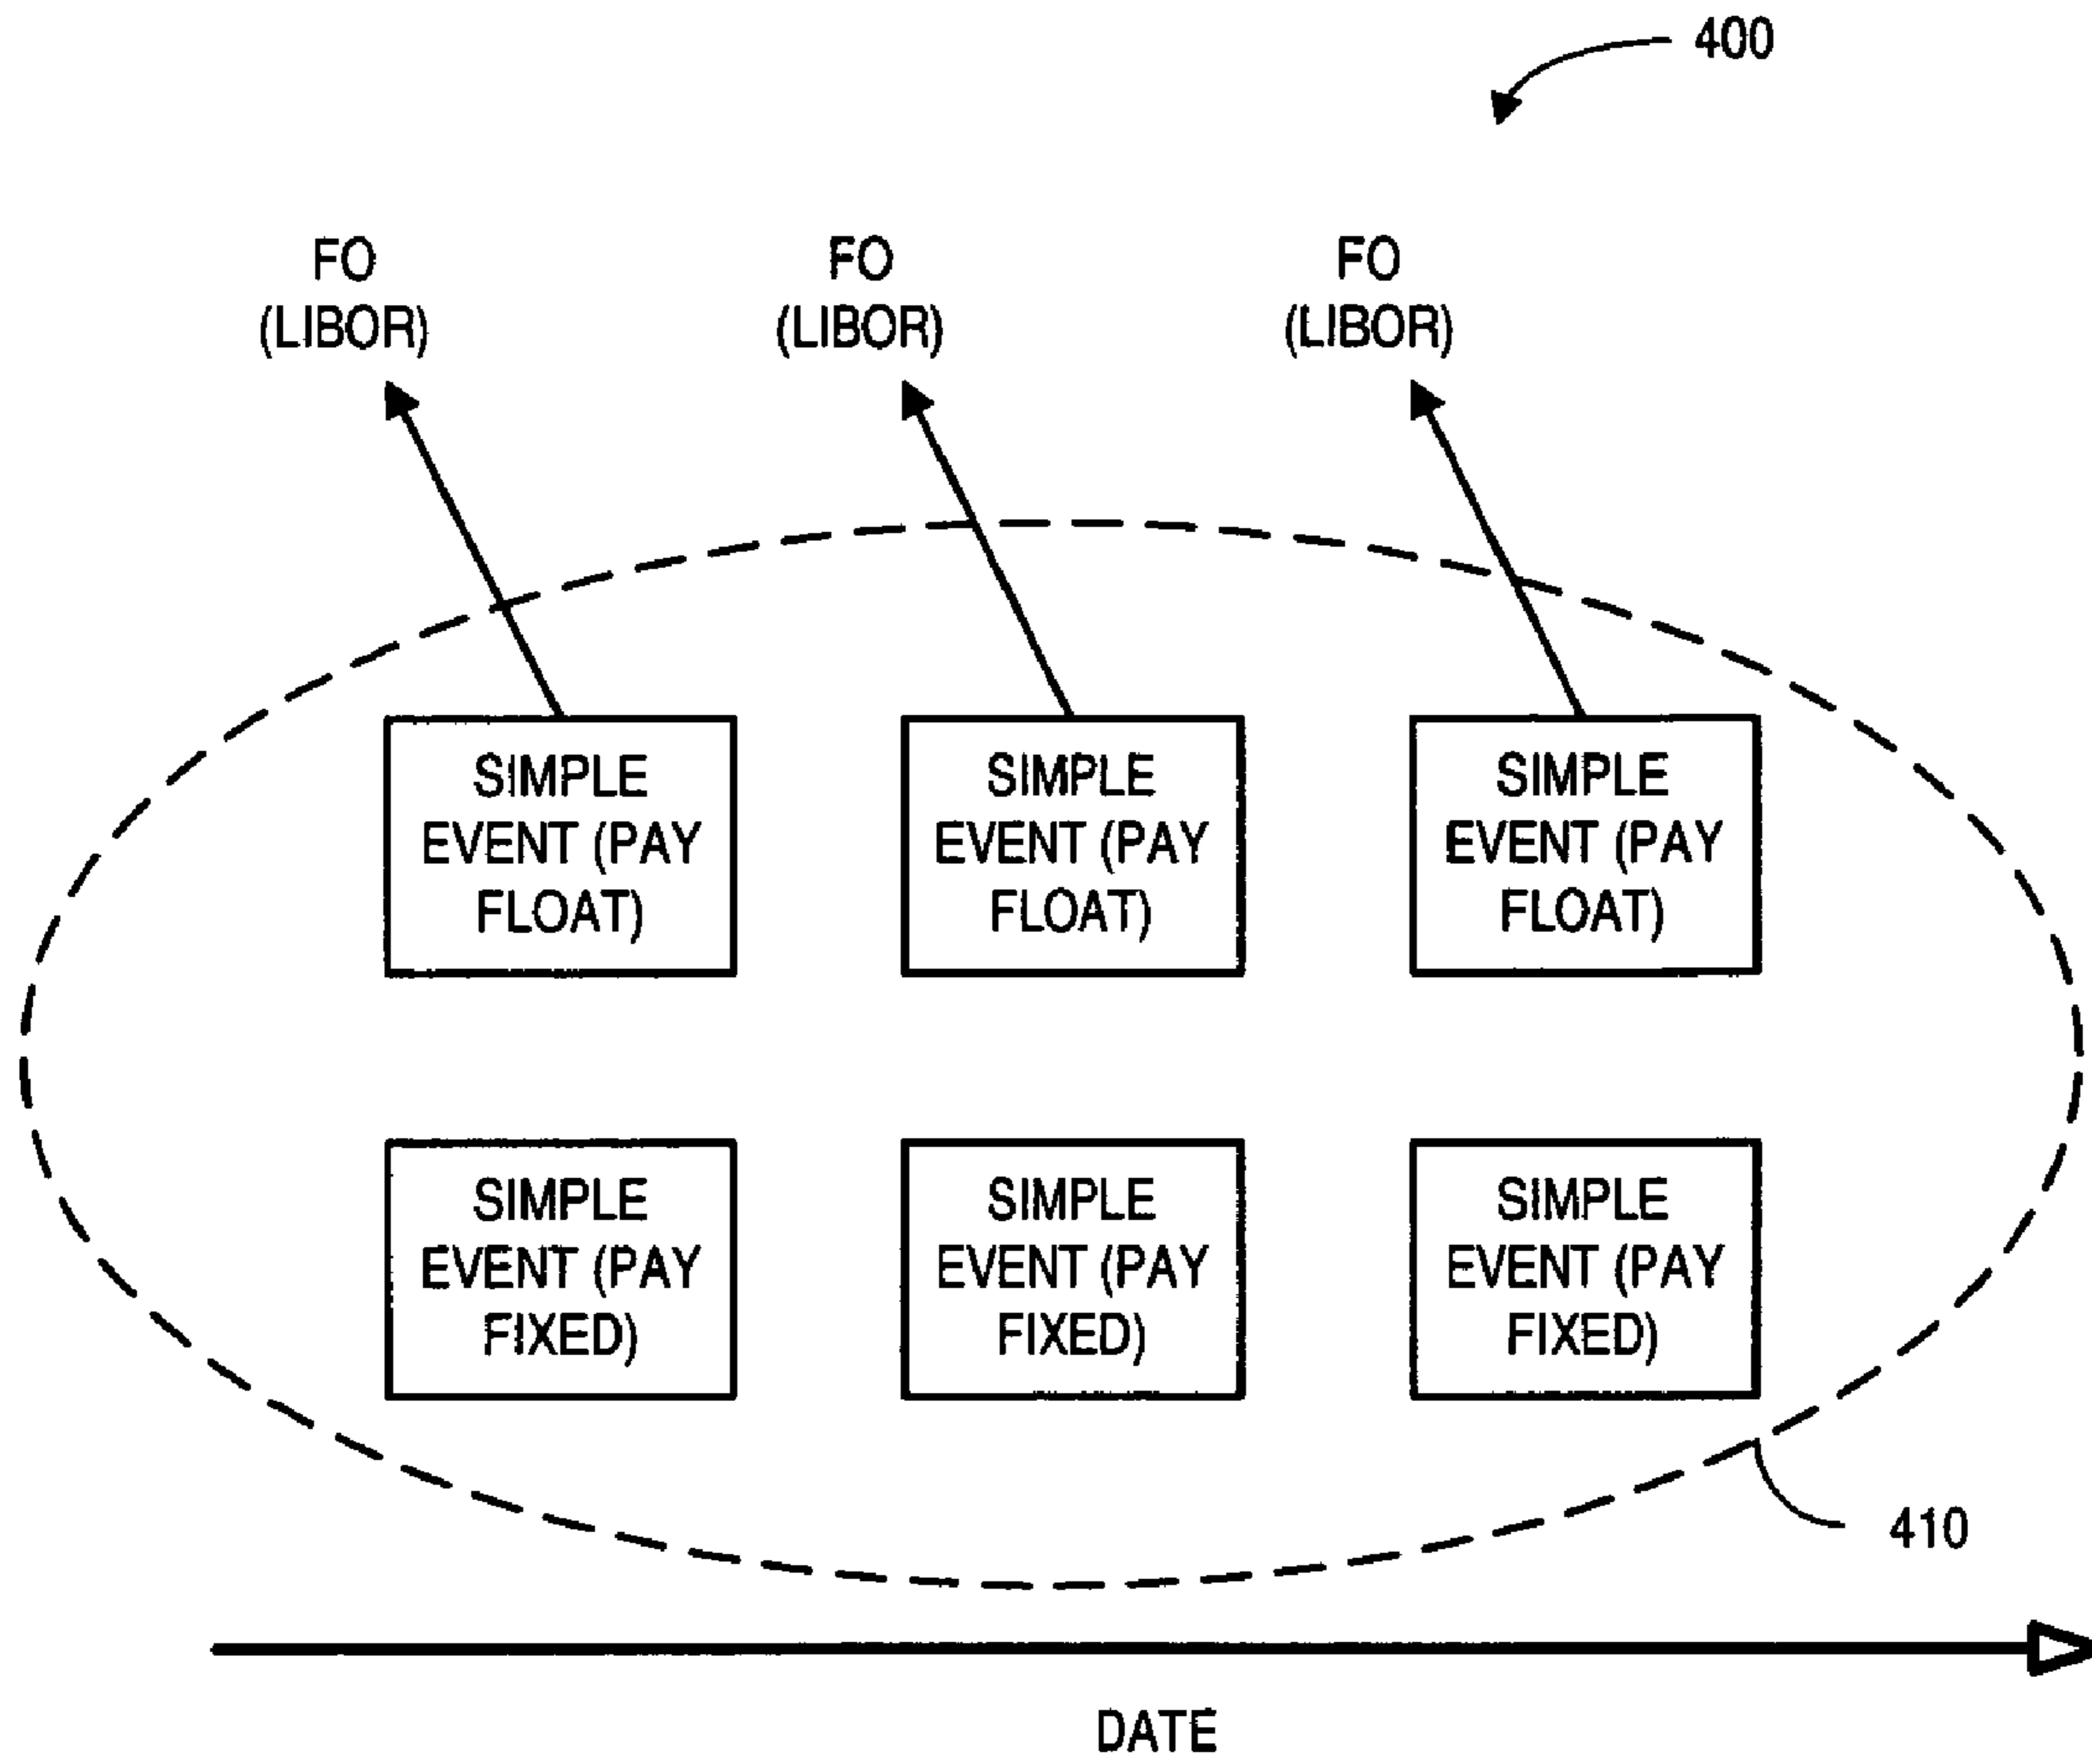 400
FO
(LIBOR)
FO
(LIBOR)
FO
(LIBOR)
SIMPLE
EVENT (PAY
FLOAT)
SIMPLE
EVENT (PAY
FLOAT)
SIMPLE
EVENT (PAY
FLOAT)
SIMPLE
EVENT (PAY
FIXED)
SIMPLE
EVENT (PAY
FIXED)
SIMPLE
EVENT (PAY
FIXED)
410
DATE